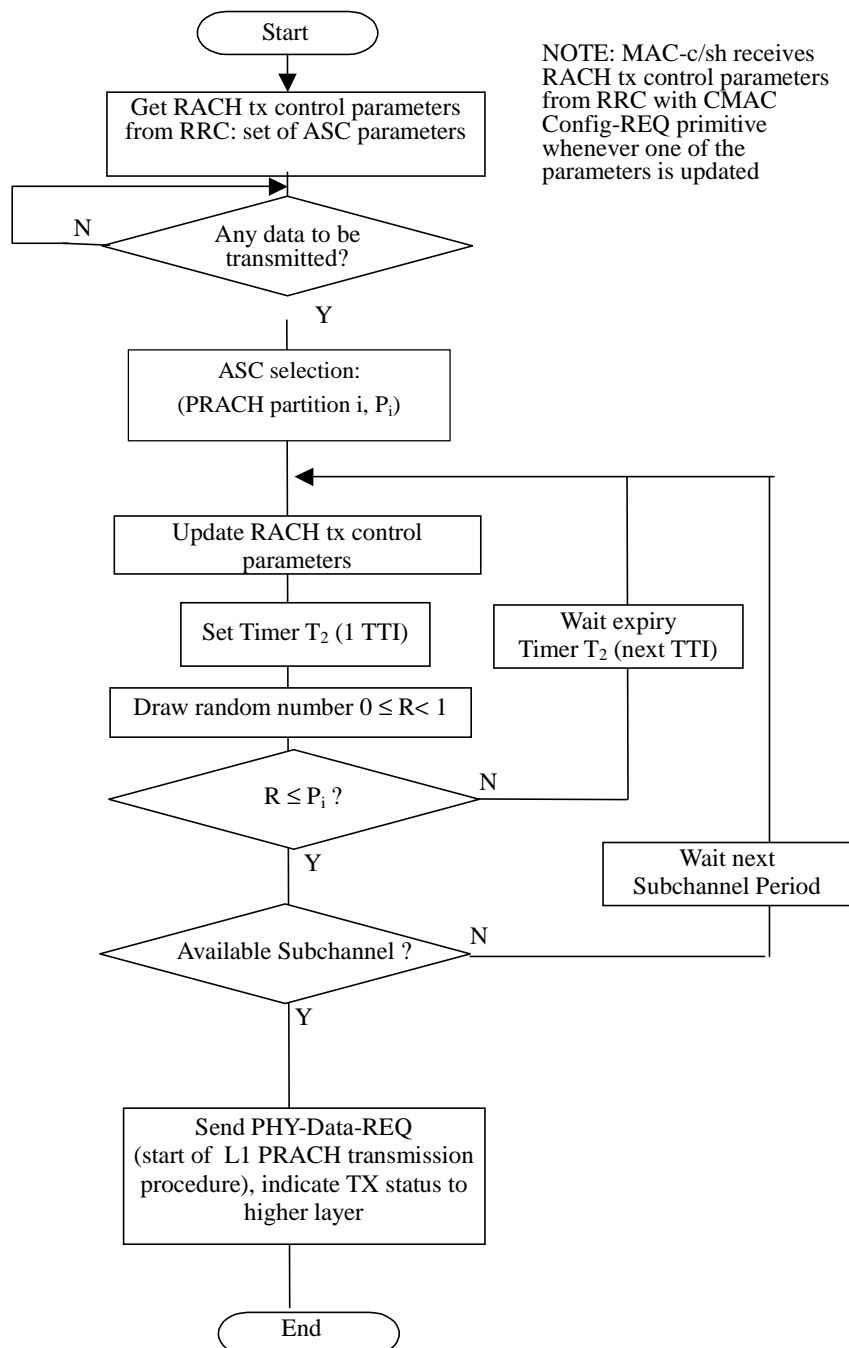 Start
NOTE: MAC-c/sh receives
RACH tx control parameters
from RRC with CMAC
Config-REQ primitive
whenever one of the
parameters is updated
Get RACH tx control parameters
from RRC: set of ASC parameters
N
Any data to be
transmitted?
Y
ASC selection:
(PRACH partition i, Pᵢ)
Update RACH tx control
parameters
Set Timer T₂ (1 TTI)
Wait expiry
Timer T₂ (next TTI)
Draw random number 0 ≤ R< 1
R ≤ Pᵢ ?
N
Y
Wait next
Subchannel Period
Available Subchannel ?
N
Y
Send PHY-Data-REQ
(start of L1 PRACH transmission
procedure), indicate TX status to
higher layer
End